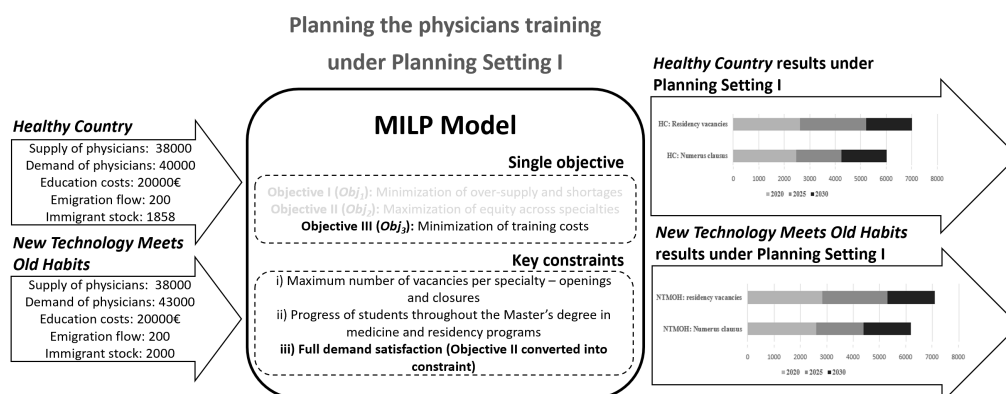 Planning the physicians training
under Planning Setting I
Healthy Country
Supply of physicians: 38000
Demand of physicians: 40000
Education costs: 20000€
Emigration flow: 200
Immigrant stock: 1858
New Technology Meets
Old Habits
Supply of physicians: 38000
Demand of physicians: 43000
Education costs: 20000€
Emigration flow: 200
Immigrant stock: 2000
MILP Model
Single objective
Objective I (Obj1): Minimization of over-supply and shortages
Objective II (Obj2): Maximization of equity across specialties
Objective III (Obj3): Minimization of training costs
Key constraints
i) Maximum number of vacancies per specialty – openings
and closures
ii) Progress of students throughout the Master's degree in
medicine and residency programs
iii) Full demand satisfaction (Objective II converted into
constraint)
Healthy Country results under
Planning Setting I
HC: Residency vacancies
HC: Numerus clausus
0 1000 2000 3000 4000 5000 6000 7000 8000
2020 2025 2030
New Technology Meets Old Habits
results under Planning Setting I
NTMOH: residency vacancies
NTMOH: Numerus clausus
0 1000 2000 3000 4000 5000 6000 7000 8000
2020 2025 2030